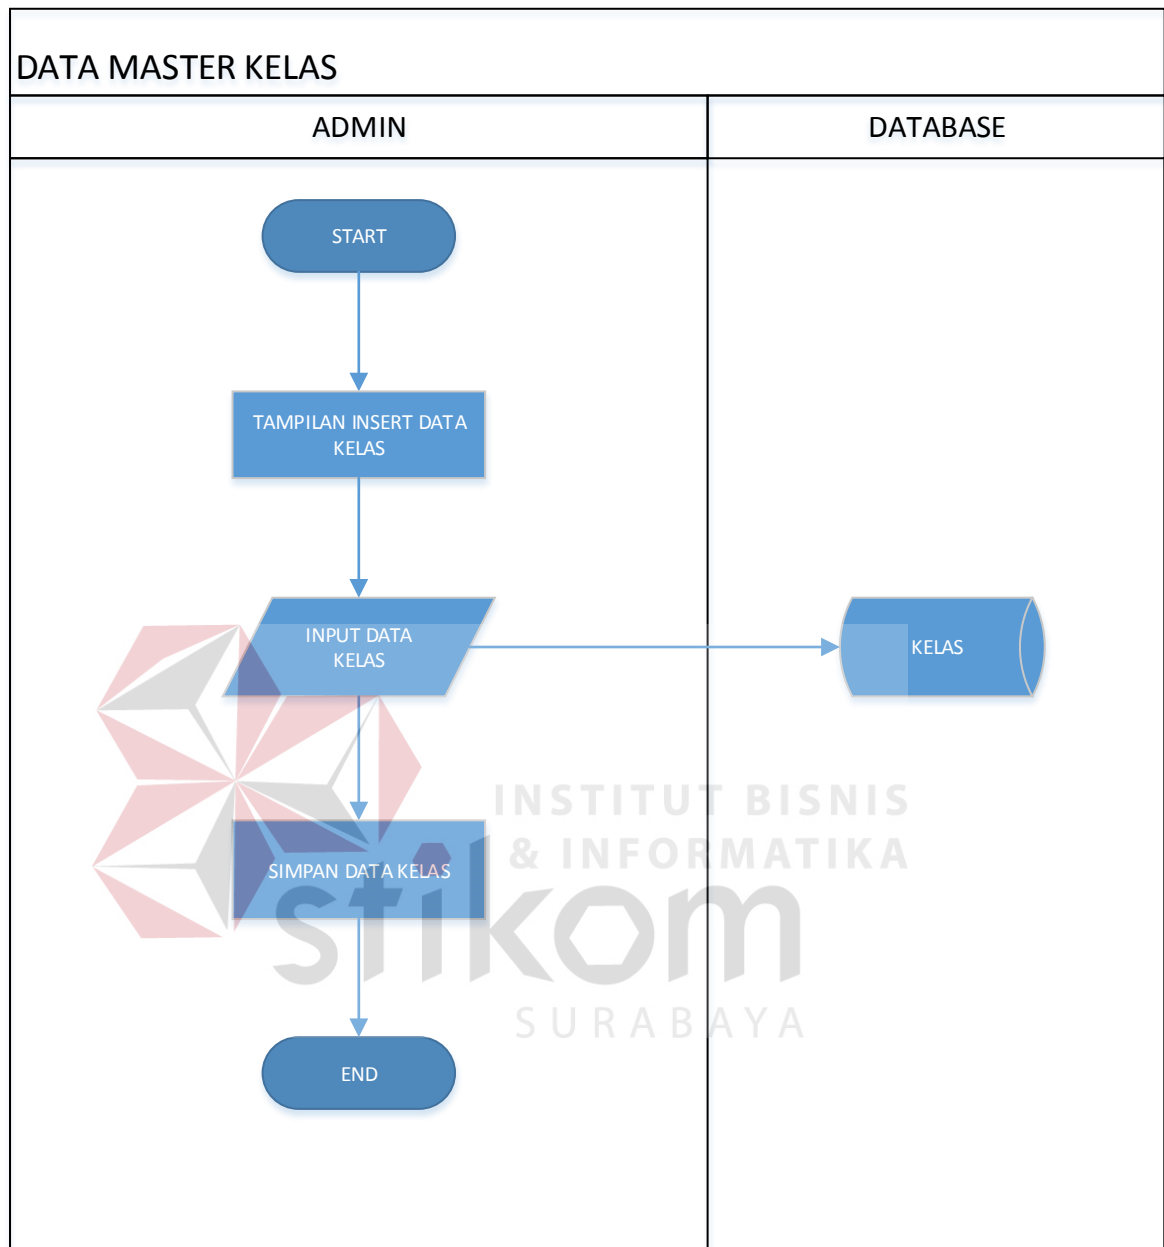 DATA MASTER KELAS
ADMIN
DATABASE
START
TAMPILAN INSERT DATA
KELAS
INPUT DATA
KELAS
KELAS
INSTITUT BISNIS
& INFORMATIKA
SIMPAN DATA KELAS
stikom
SURABAYA
END